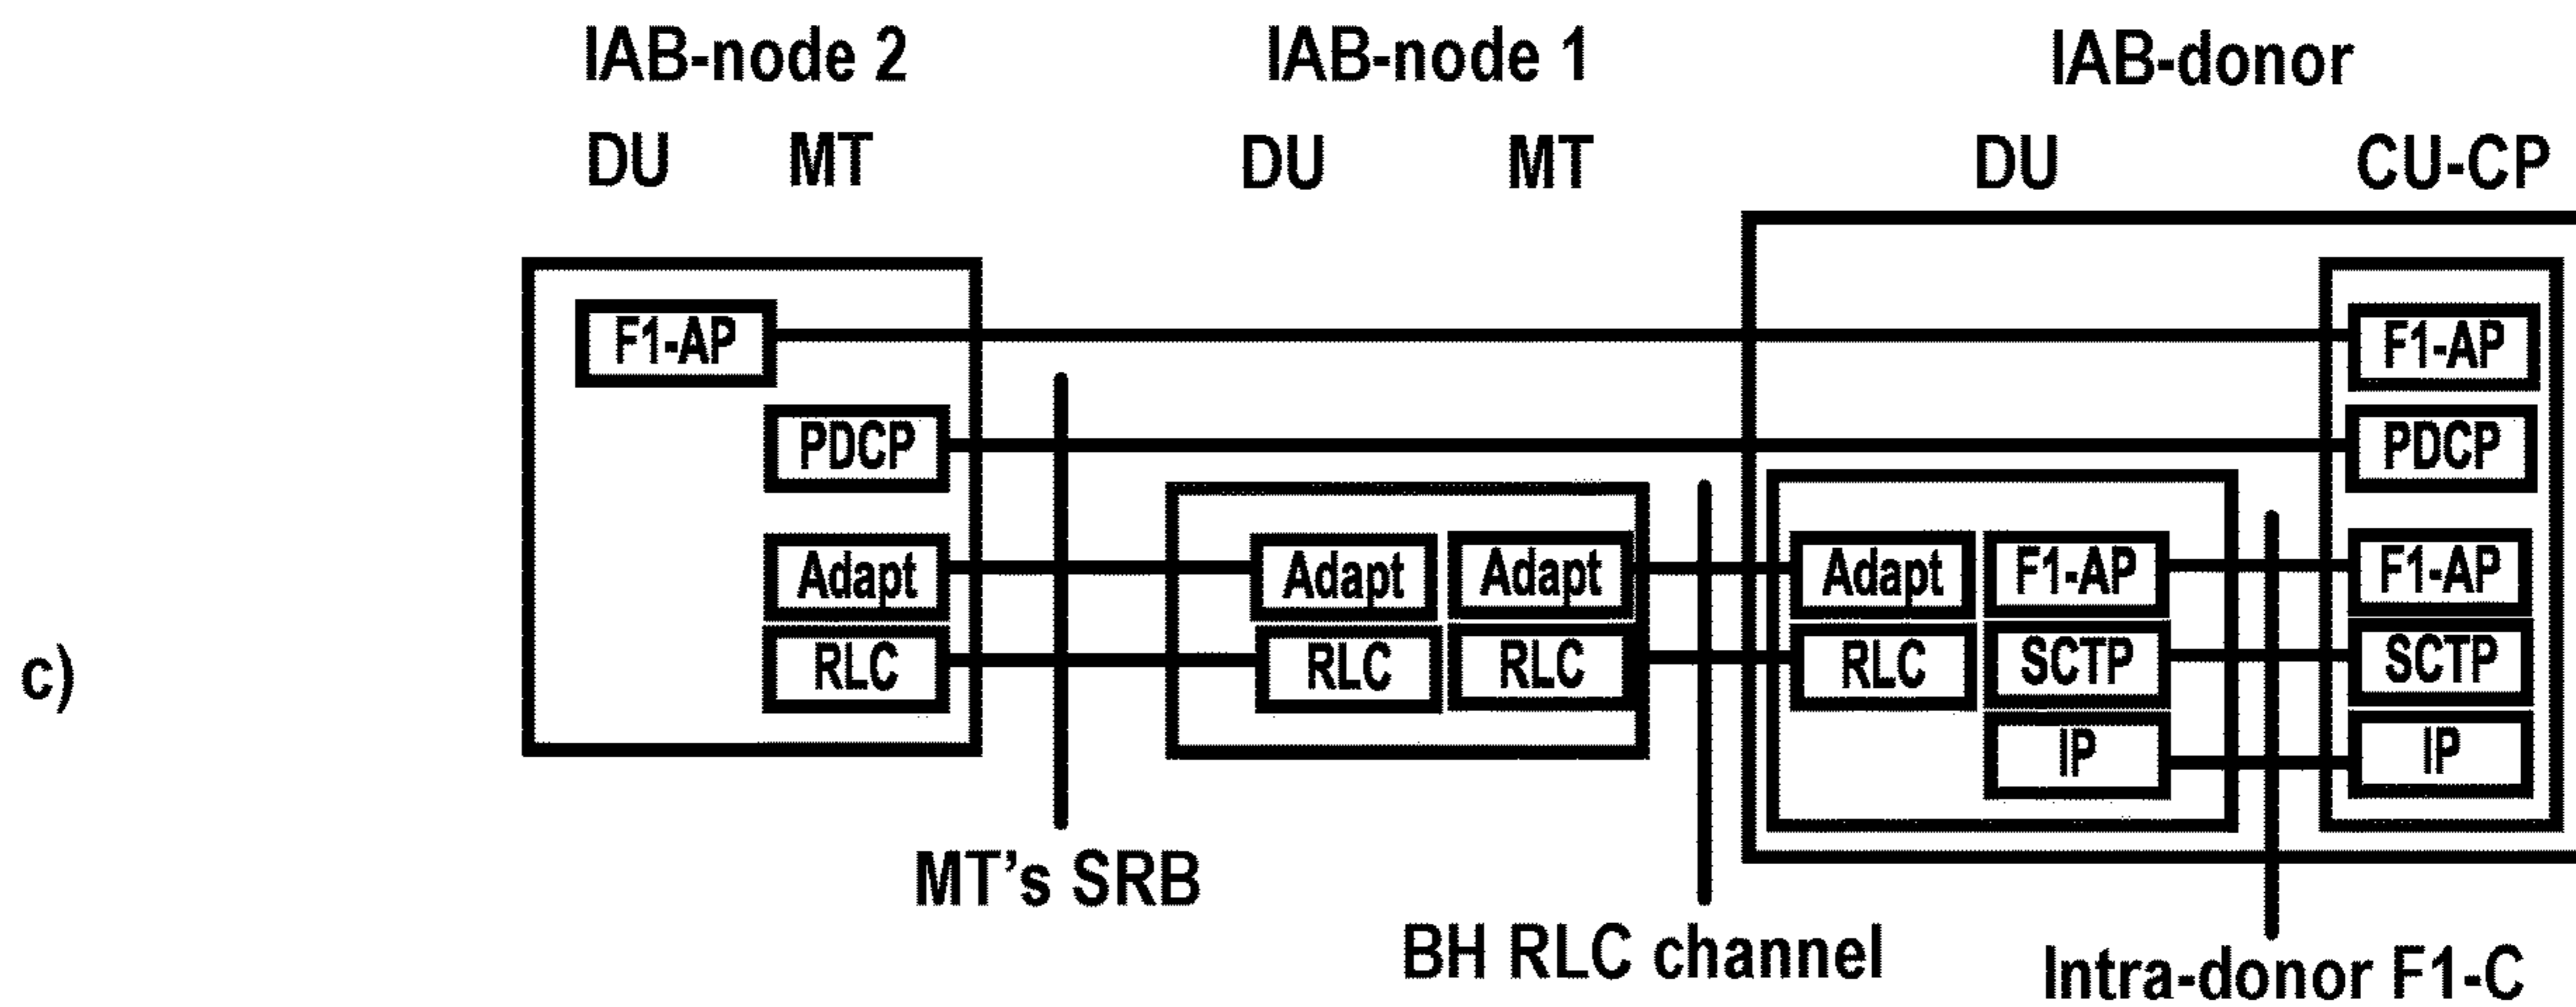 IAB-node 2 IAB-node 1 IAB-donor
DU MT DU MT DU CU-CP
F1-AP F1-AP
PDCP PDCP
Adapt Adapt Adapt Adapt F1-AP F1-AP
c) RLC RLC RLC RLC SCTP SCTP
IP IP
MT’s SRB
BH RLC channel
Intra-donor F1-C